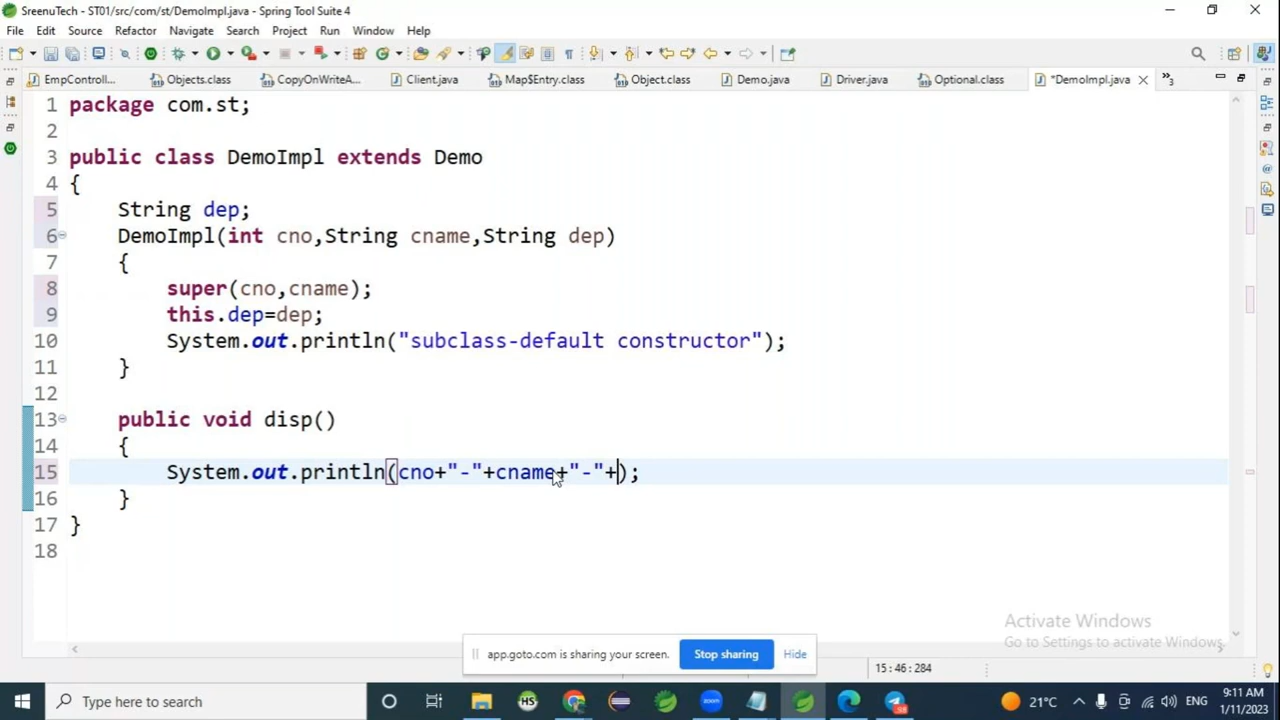 SreenuTech - ST01/src/com/st/DemoImpl.java - Spring Tool Suite 4
File Edit Source Refactor Navigate Search Project Run Window Help
EmpControll... Objects.class CopyOnWriteA... Client.java Map$Entry.class Object.class Demo.java Driver.java Optional.class *DemoImpl.java »3
1 package com.st;
2
3 public class DemoImpl extends Demo
4 {
5 String dep;
6 DemoImpl(int cno,String cname,String dep)
7 {
8 super(cno,cname);
9 this.dep=dep;
10 System.out.println("subclass-default constructor");
11 }
12
13 public void disp()
14 {
15 System.out.println(cno+"-"+cname+"-"+);
16 }
17 }
18
Activate Windows
Go to Settings to activate Windows.
app.goto.com is sharing your screen. Stop sharing Hide
15 : 46 : 284
Type here to search
HS
zoom
21°C
ENG
9:11 AM
1/11/2023